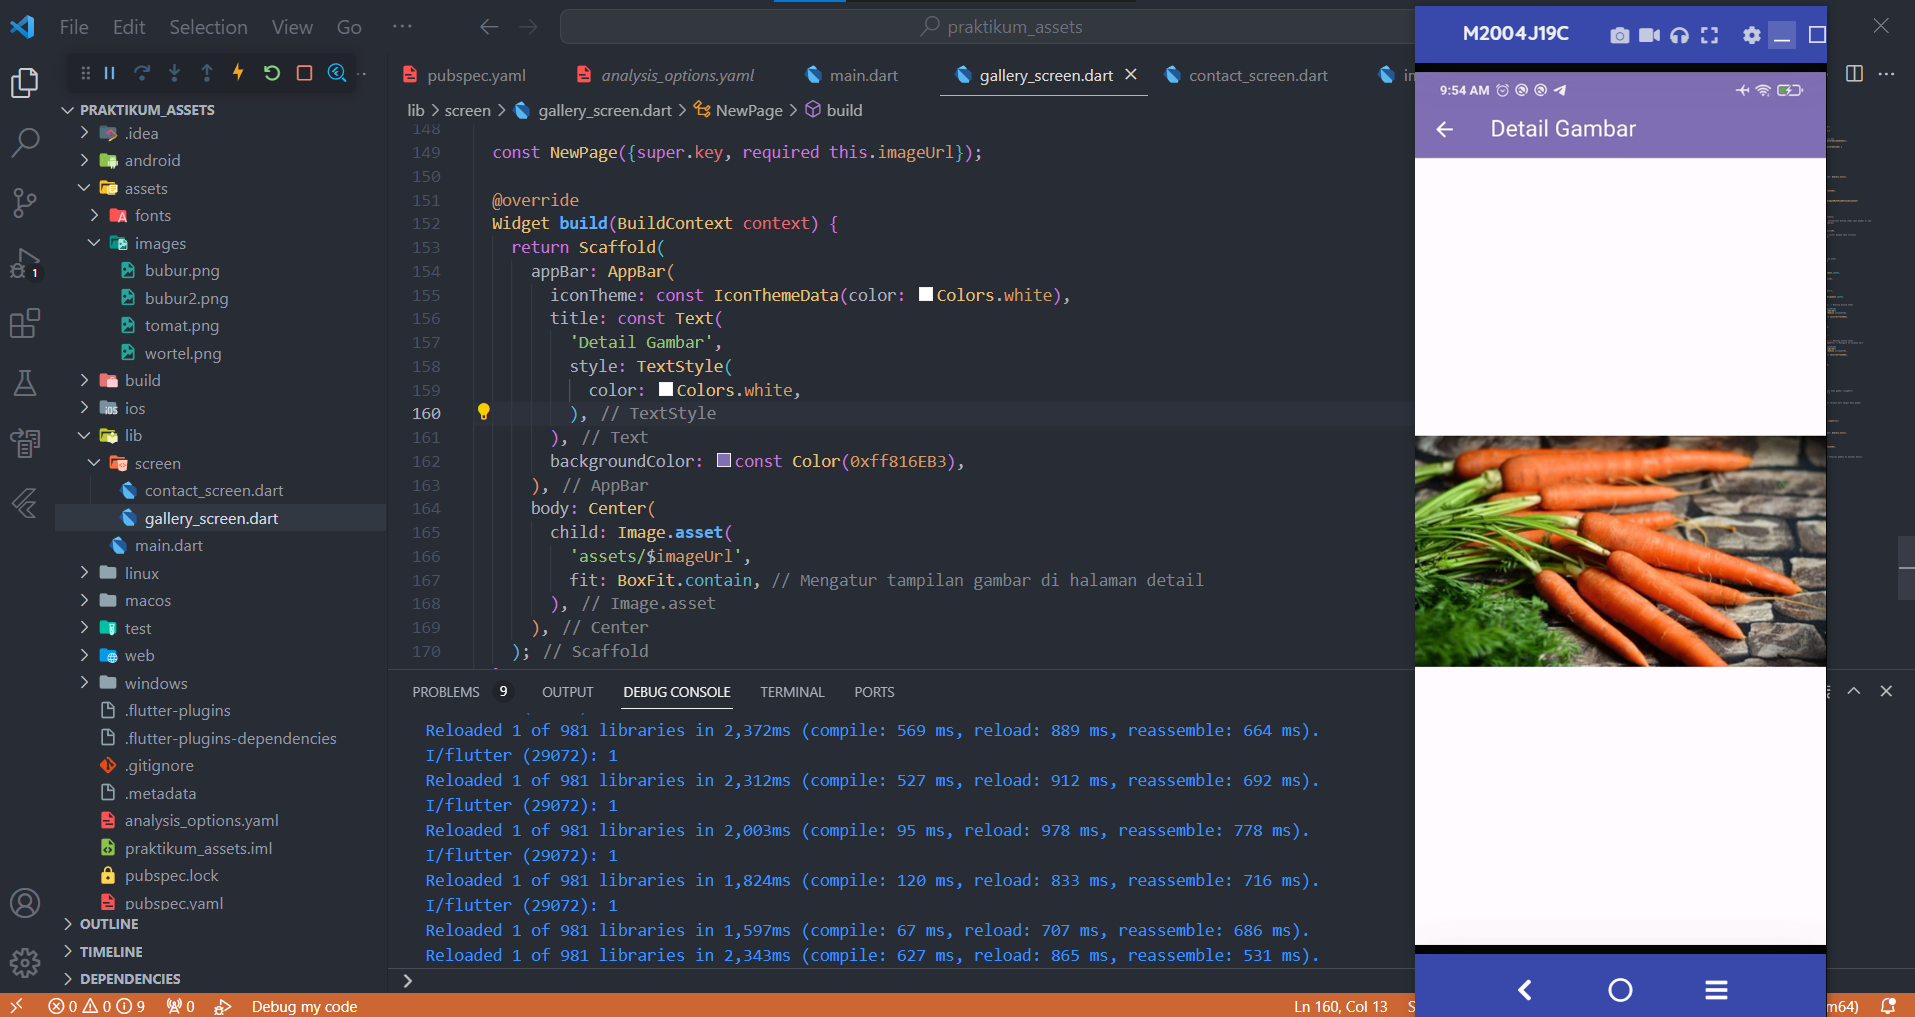 File Edit Selection View Go ···
praktikum_assets
PRAKTIKUM_ASSETS
.idea
android
assets
fonts
images
bubur.png
bubur2.png
tomat.png
wortel.png
build
ios
lib
screen
contact_screen.dart
gallery_screen.dart
main.dart
linux
macos
test
web
windows
.flutter-plugins
.flutter-plugins-dependencies
.gitignore
.metadata
analysis_options.yaml
praktikum_assets.iml
pubspec.lock
pubspec.yaml
OUTLINE
TIMELINE
DEPENDENCIES
1
pubspec.yaml analysis_options.yaml main.dart gallery_screen.dart contact_screen.dart
lib > screen > gallery_screen.dart > NewPage > build
148
149 const NewPage({super.key, required this.imageUrl});
150
151 @override
152 Widget build(BuildContext context) {
153 return Scaffold(
154 appBar: AppBar(
155 iconTheme: const IconThemeData(color: Colors.white),
156 title: const Text(
157 'Detail Gambar',
158 style: TextStyle(
159 color: Colors.white,
160 ), // TextStyle
161 ), // Text
162 backgroundColor: const Color(0xff816EB3),
163 ), // AppBar
164 body: Center(
165 child: Image.asset(
166 'assets/$imageUrl',
167 fit: BoxFit.contain, // Mengatur tampilan gambar di halaman detail
168 ), // Image.asset
169 ), // Center
170 ); // Scaffold
PROBLEMS 9 OUTPUT DEBUG CONSOLE TERMINAL PORTS
Reloaded 1 of 981 libraries in 2,372ms (compile: 569 ms, reload: 889 ms, reassemble: 664 ms).
I/flutter (29072): 1
Reloaded 1 of 981 libraries in 2,312ms (compile: 527 ms, reload: 912 ms, reassemble: 692 ms).
I/flutter (29072): 1
Reloaded 1 of 981 libraries in 2,003ms (compile: 95 ms, reload: 978 ms, reassemble: 778 ms).
I/flutter (29072): 1
Reloaded 1 of 981 libraries in 1,824ms (compile: 120 ms, reload: 833 ms, reassemble: 716 ms).
I/flutter (29072): 1
Reloaded 1 of 981 libraries in 1,597ms (compile: 67 ms, reload: 707 ms, reassemble: 686 ms).
Reloaded 1 of 981 libraries in 2,343ms (compile: 627 ms, reload: 865 ms, reassemble: 531 ms).
M2004J19C
9:54 AM
Detail Gambar
0 0 9 0 Debug my code Ln 160, Col 13 m64)